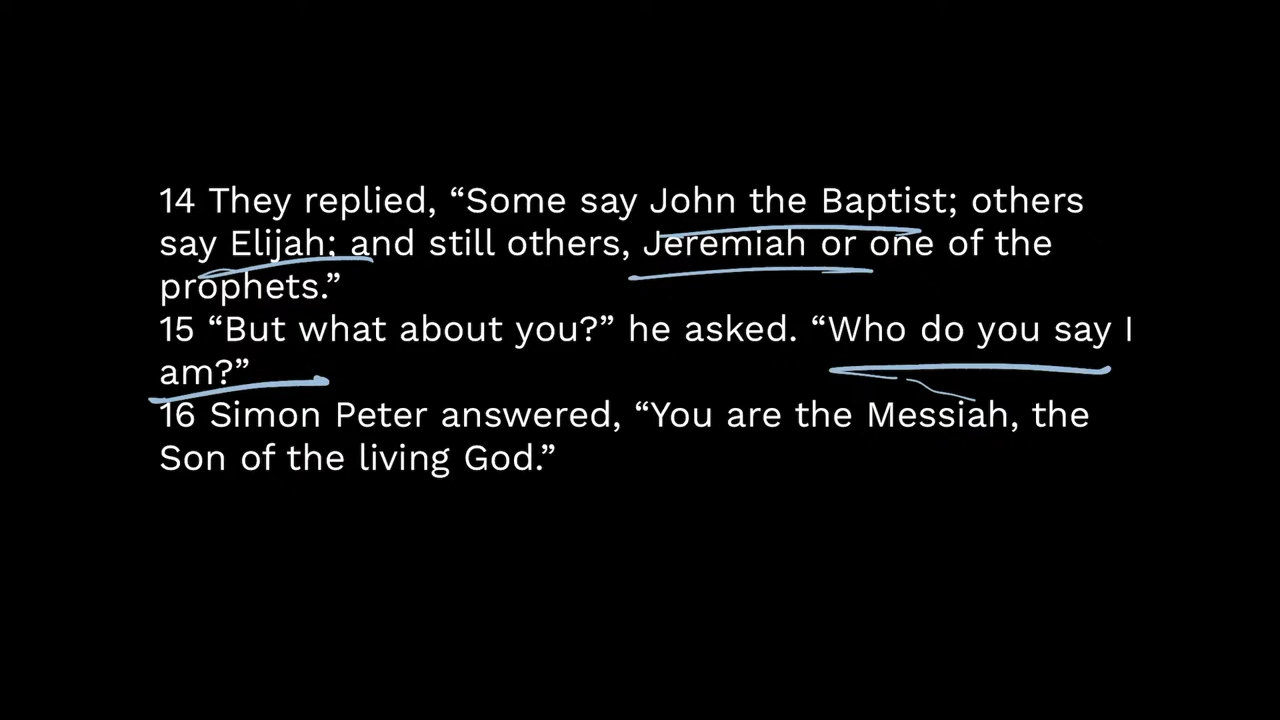 14 They replied, “Some say John the Baptist; others
say Elijah; and still others, Jeremiah or one of the
prophets.”
15 “But what about you?” he asked. “Who do you say I
am?”
16 Simon Peter answered, “You are the Messiah, the
Son of the living God.”